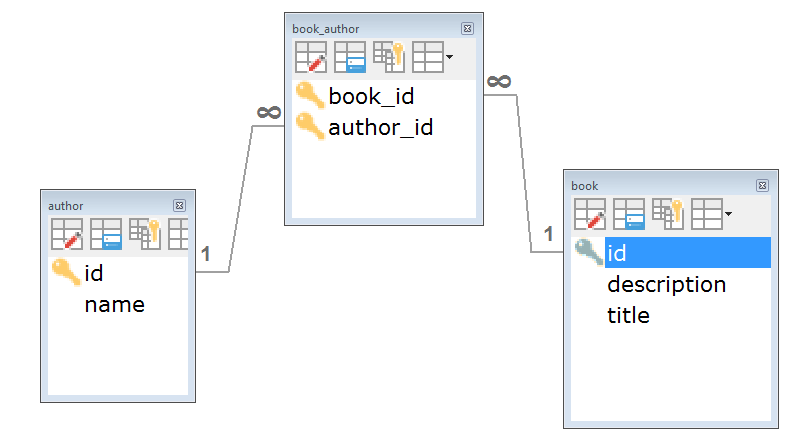 book_author
book_id
author_id
∞
∞
author
id
name
1
book
id
description
title
1